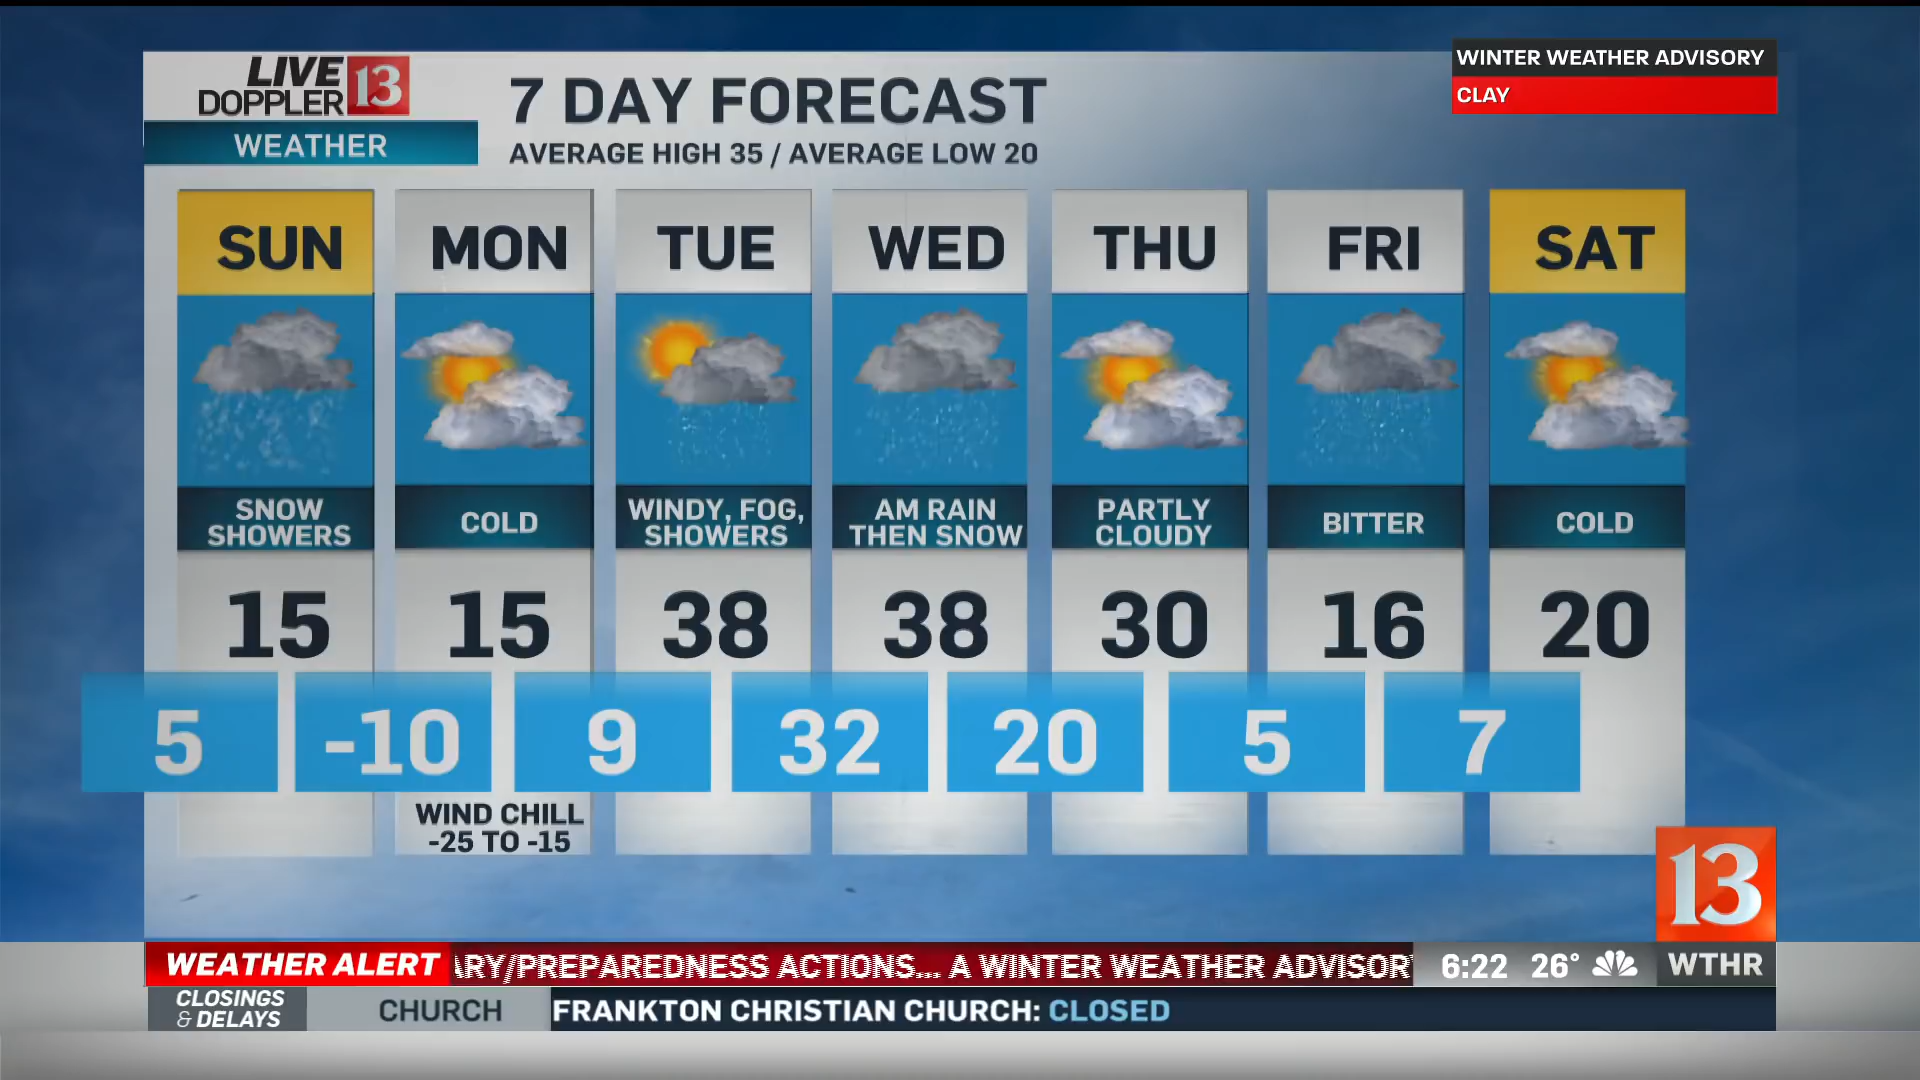 LIVE
DOPPLER 13
WEATHER
7 DAY FORECAST
AVERAGE HIGH 35 / AVERAGE LOW 20
WINTER WEATHER ADVISORY
CLAY
SUN
MON
TUE
WED
THU
FRI
SAT
SNOW
SHOWERS
COLD
WINDY, FOG,
SHOWERS
AM RAIN
THEN SNOW
PARTLY
CLOUDY
BITTER
COLD
15
15
38
38
30
16
20
5
-10
9
32
20
5
7
WIND CHILL
-25 TO -15
13
WEATHER ALERT
ARY/PREPAREDNESS ACTIONS... A WINTER WEATHER ADVISOR
6:22 26°
WTHR
CLOSINGS
& DELAYS
CHURCH
FRANKTON CHRISTIAN CHURCH: CLOSED